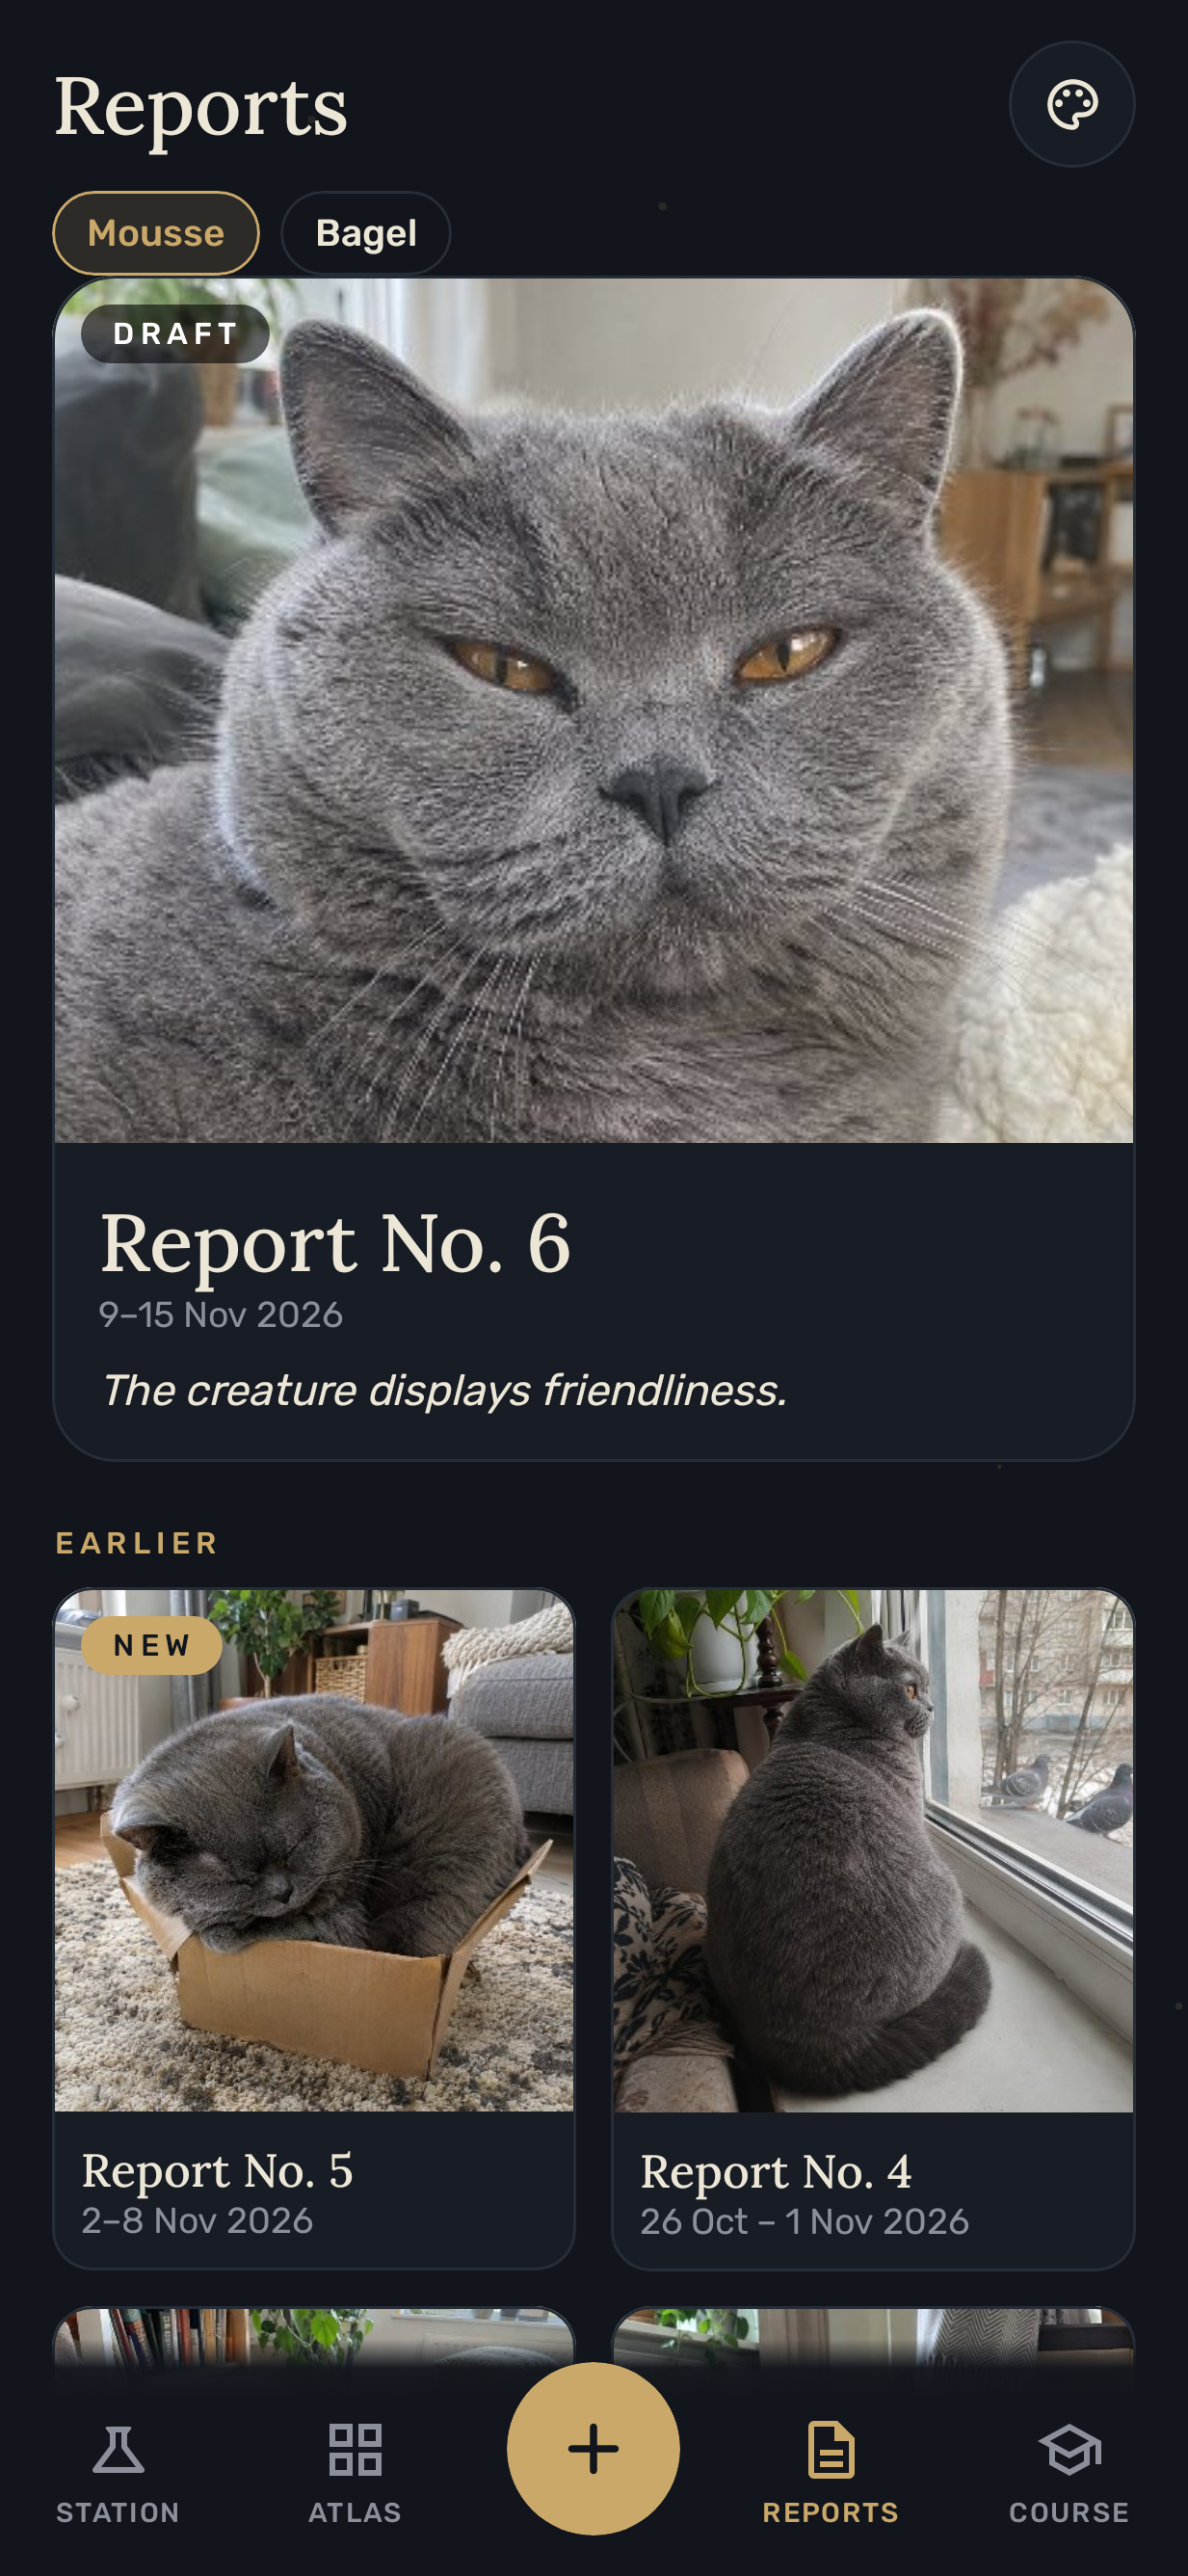 Reports
Mousse
Bagel
DRAFT
Report No. 6
9–15 Nov 2026
The creature displays friendliness.
EARLIER
NEW
Report No. 5
2–8 Nov 2026
Report No. 4
26 Oct – 1 Nov 2026
STATION
ATLAS
REPORTS
COURSE